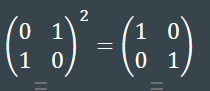 (0 1)² = (1 0)
(1 0) (0 1)